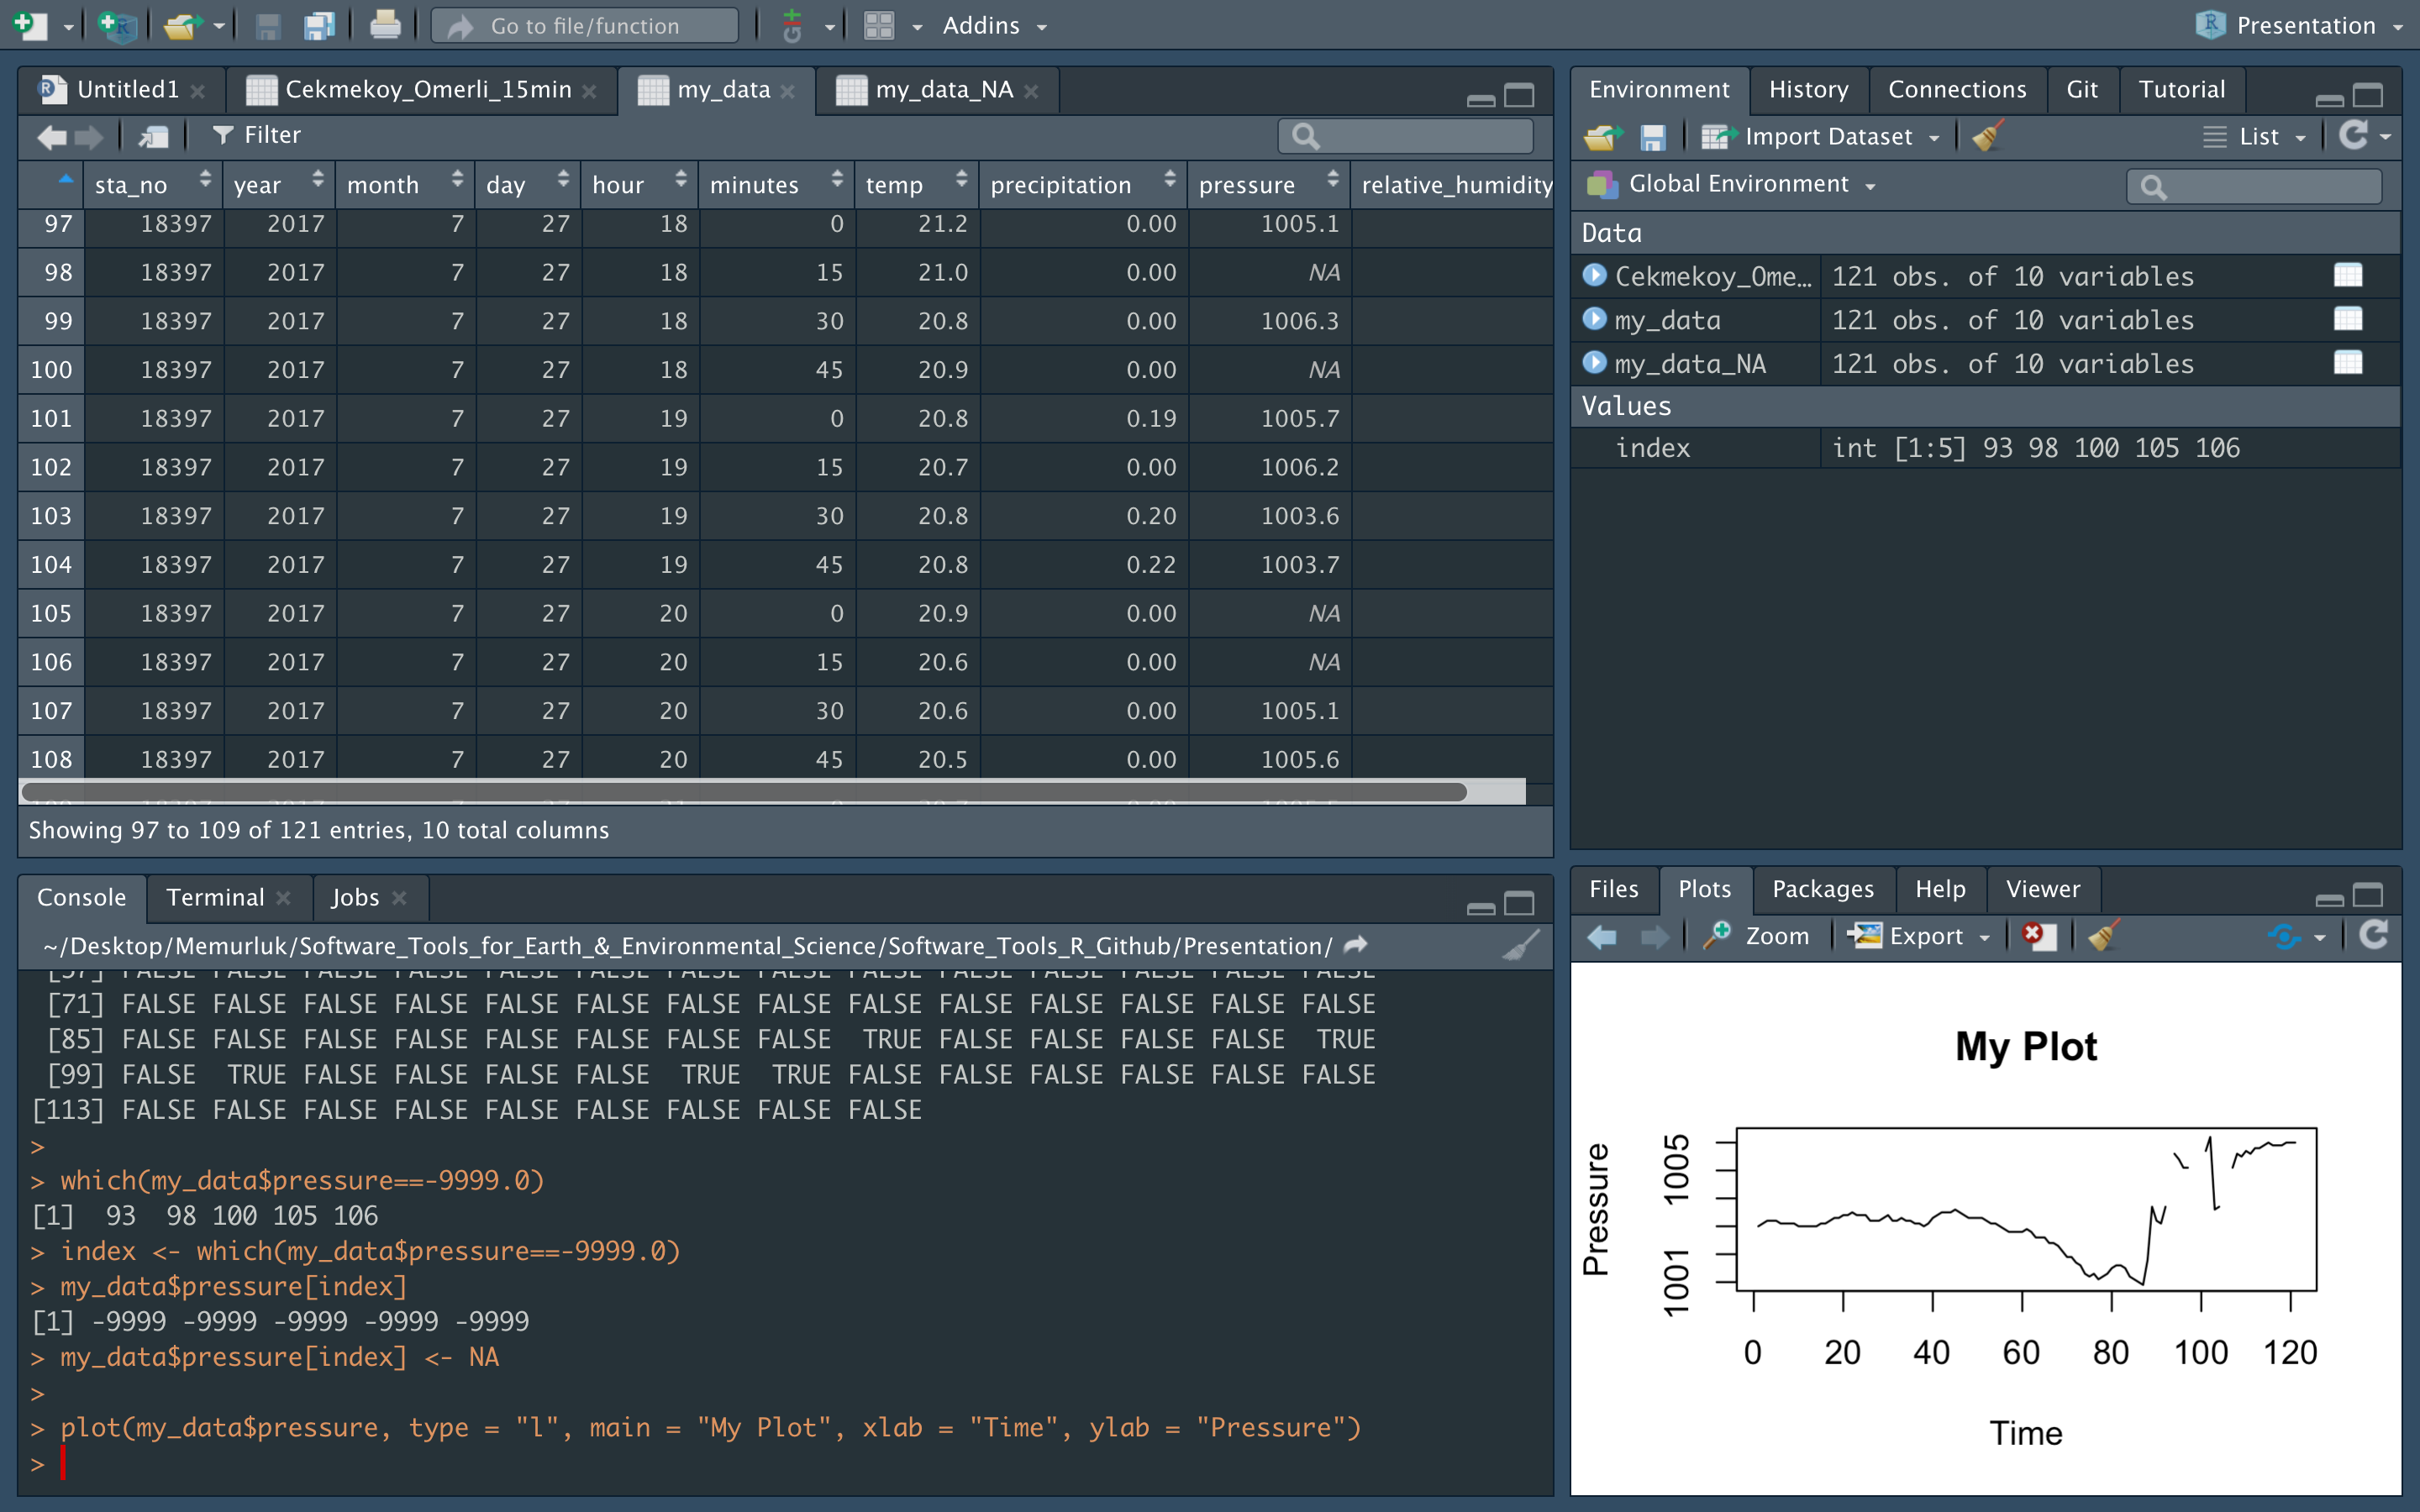 Go to file/function Addins Presentation
Untitled1 Cekmekoy_Omerli_15min my_data my_data_NA
Filter
sta_no year month day hour minutes temp precipitation pressure relative_humidity
97 18397 2017 7 27 18 0 21.2 0.00 1005.1
98 18397 2017 7 27 18 15 21.0 0.00 NA
99 18397 2017 7 27 18 30 20.8 0.00 1006.3
100 18397 2017 7 27 18 45 20.9 0.00 NA
101 18397 2017 7 27 19 0 20.8 0.19 1005.7
102 18397 2017 7 27 19 15 20.7 0.00 1006.2
103 18397 2017 7 27 19 30 20.8 0.20 1003.6
104 18397 2017 7 27 19 45 20.8 0.22 1003.7
105 18397 2017 7 27 20 0 20.9 0.00 NA
106 18397 2017 7 27 20 15 20.6 0.00 NA
107 18397 2017 7 27 20 30 20.6 0.00 1005.1
108 18397 2017 7 27 20 45 20.5 0.00 1005.6
Showing 97 to 109 of 121 entries, 10 total columns
Console Terminal Jobs
~/Desktop/Memurluk/Software_Tools_for_Earth_&_Environmental_Science/Software_Tools_R_Github/Presentation/
[71] FALSE FALSE FALSE FALSE FALSE FALSE FALSE FALSE FALSE FALSE FALSE FALSE FALSE FALSE
[85] FALSE FALSE FALSE FALSE FALSE FALSE FALSE FALSE TRUE FALSE FALSE FALSE FALSE TRUE
[99] FALSE TRUE FALSE FALSE FALSE FALSE TRUE TRUE FALSE FALSE FALSE FALSE FALSE FALSE
[113] FALSE FALSE FALSE FALSE FALSE FALSE FALSE FALSE FALSE
>
> which(my_data$pressure==-9999.0)
[1] 93 98 100 105 106
> index <- which(my_data$pressure==-9999.0)
> my_data$pressure[index]
[1] -9999 -9999 -9999 -9999 -9999
> my_data$pressure[index] <- NA
>
> plot(my_data$pressure, type = "l", main = "My Plot", xlab = "Time", ylab = "Pressure")
>
Environment History Connections Git Tutorial
Import Dataset List
Global Environment
Data
Cekmekoy_Ome… 121 obs. of 10 variables
my_data 121 obs. of 10 variables
my_data_NA 121 obs. of 10 variables
Values
index int [1:5] 93 98 100 105 106
Files Plots Packages Help Viewer
Zoom Export
My Plot
Pressure
1005
1001
0 20 40 60 80 100 120
Time